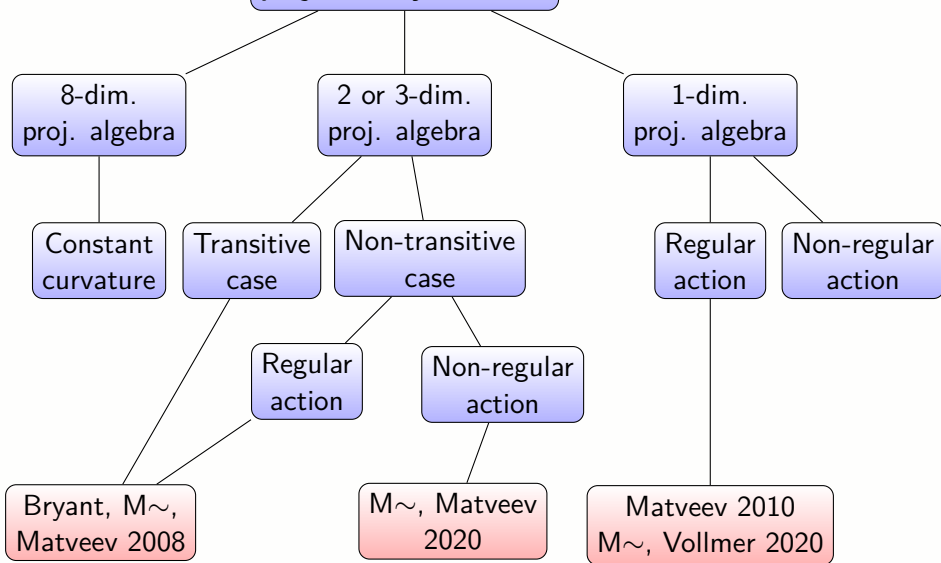 8-dim.
proj. algebra
2 or 3-dim.
proj. algebra
1-dim.
proj. algebra
Constant
curvature
Transitive
case
Non-transitive
case
Regular
action
Non-regular
action
Regular
action
Non-regular
action
Bryant, M∼,
Matveev 2008
M∼, Matveev
2020
Matveev 2010
M∼, Vollmer 2020